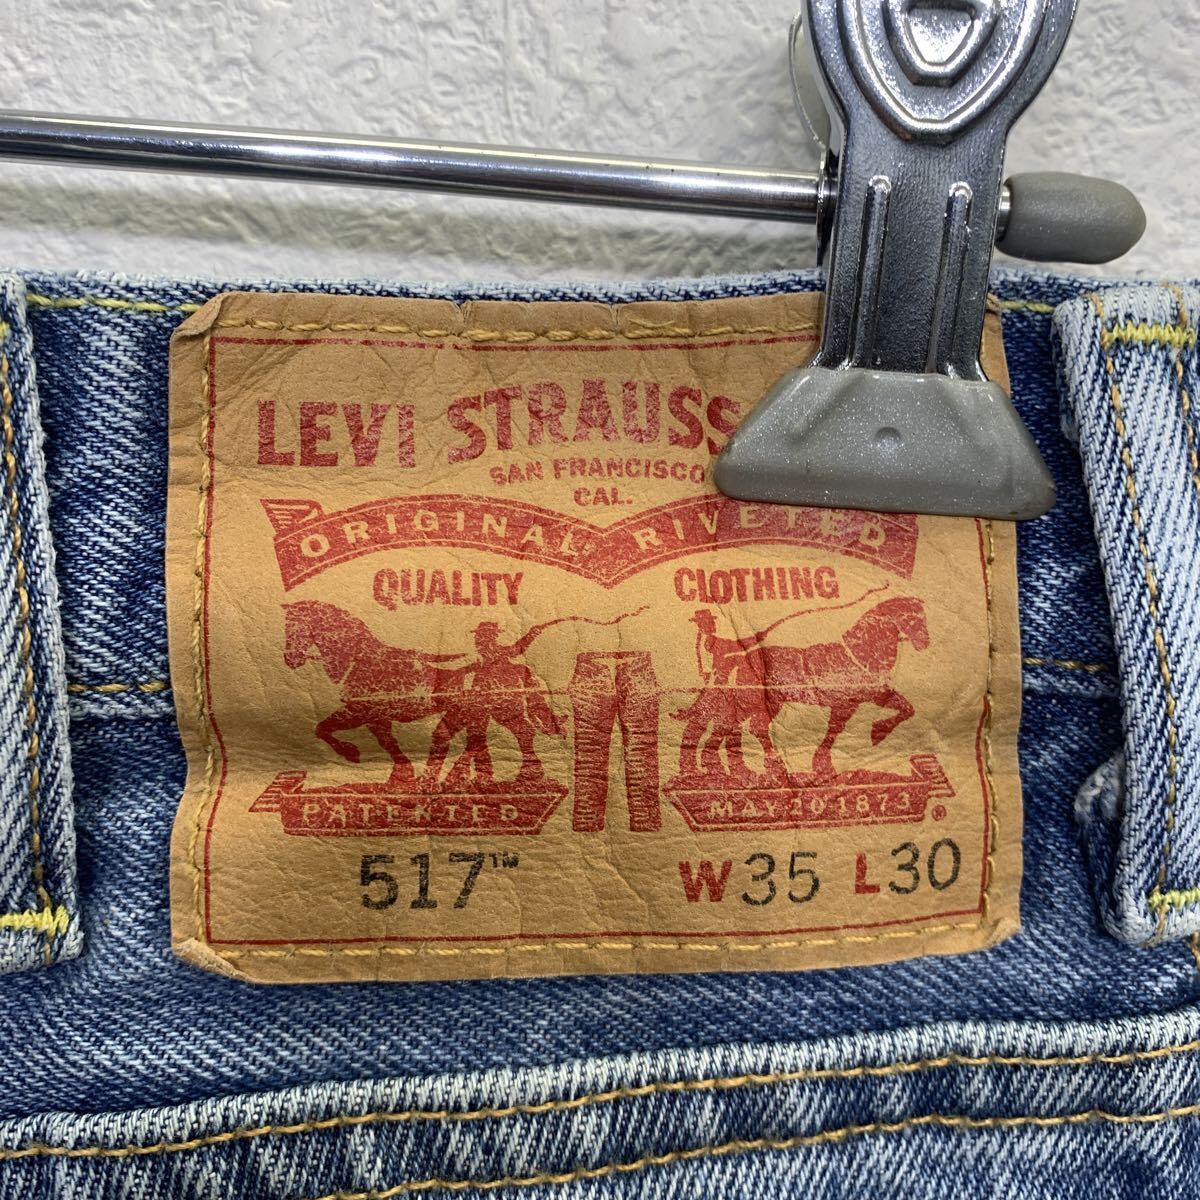 LEVI STRAUSS
SAN FRANCISCO
CAL.
ORIGINAL RIVETED
QUALITY CLOTHING
PATENTED MAY 20 1873 ®
517™ W35 L30